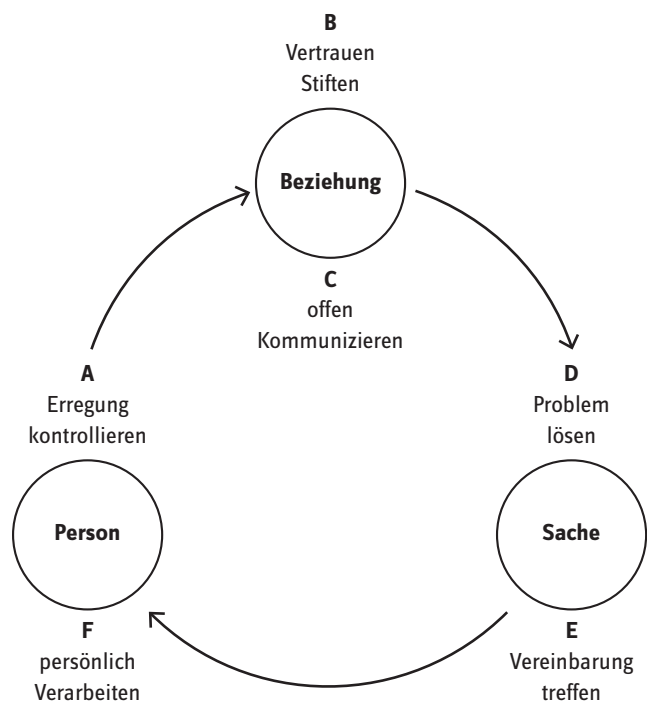 B
Vertrauen
Stiften
Beziehung
C
offen
Kommunizieren
A
Erregung
kontrollieren
Person
F
persönlich
Verarbeiten
D
Problem
lösen
Sache
E
Vereinbarung
treffen